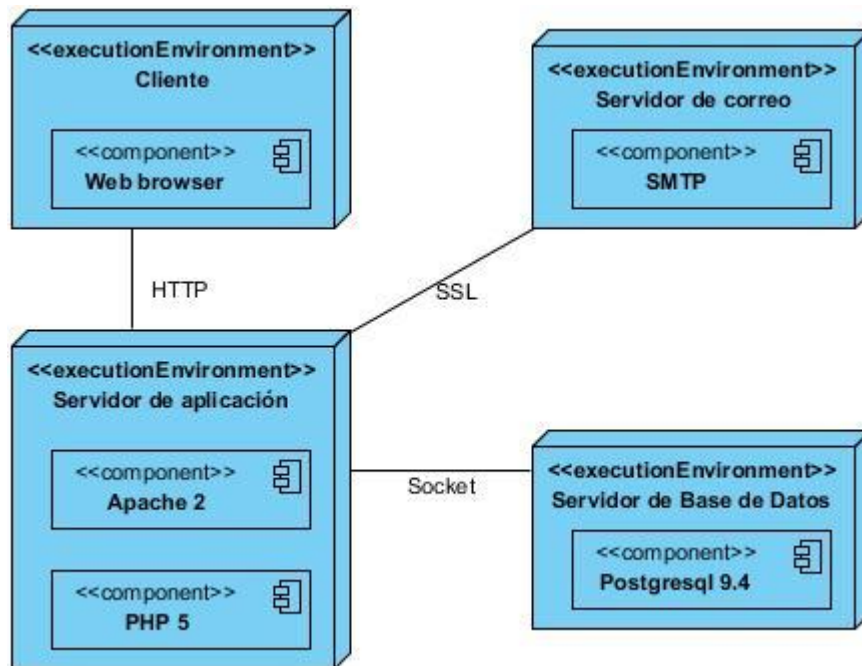 <<executionEnvironment>>
Cliente
<<component>>
Web browser
<<executionEnvironment>>
Servidor de correo
<<component>>
SMTP
HTTP
SSL
<<executionEnvironment>>
Servidor de aplicación
<<component>>
Apache 2
<<component>>
PHP 5
Socket
<<executionEnvironment>>
Servidor de Base de Datos
<<component>>
Postgresql 9.4